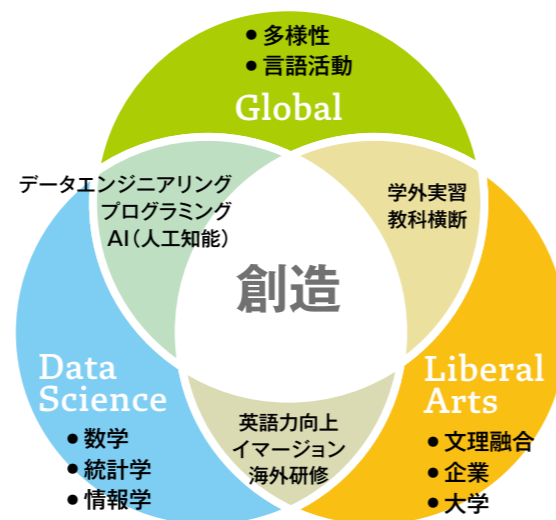 ● 多様性
● 言語活動
Global
データエンジニアリング
プログラミング
AI（人工知能）
学外実習
教科横断
創造
Data
Science
● 数学
● 統計学
● 情報学
英語力向上
イマージョン
海外研修
Liberal
Arts
● 文理融合
● 企業
● 大学